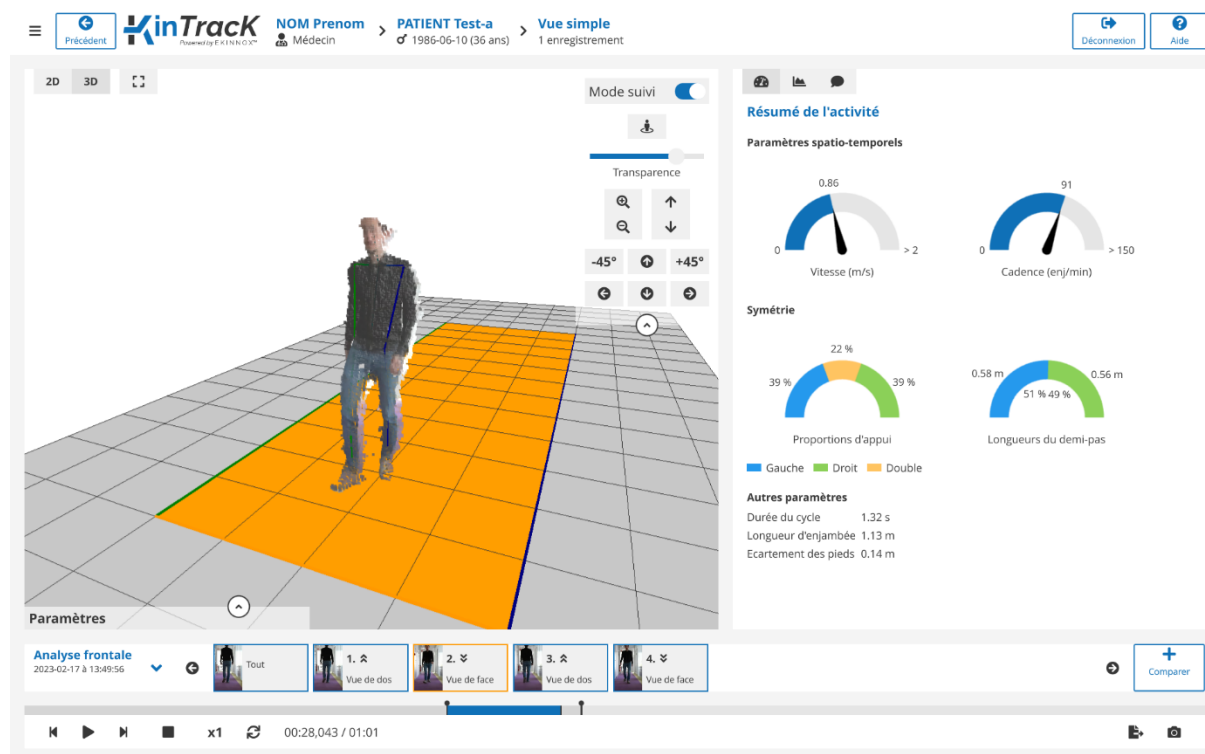 Précédent
KinTracK
Powered by EKINNOX™
NOM Prenom
Médecin
PATIENT Test-a
1986-06-10 (36 ans)
Vue simple
1 enregistrement
Déconnexion
Aide
2D 3D
Mode suivi
Transparence
-45° +45°
Paramètres
Résumé de l'activité
Paramètres spatio-temporels
0.86
0 > 2
Vitesse (m/s)
91
0 > 150
Cadence (enj/min)
Symétrie
22 %
39 % 39 %
Proportions d'appui
0.58 m 0.56 m
51 % 49 %
Longueurs du demi-pas
Gauche Droit Double
Autres paramètres
Durée du cycle 1.32 s
Longueur d'enjambée 1.13 m
Ecartement des pieds 0.14 m
Analyse frontale
2023-02-17 à 13:49:56
Tout
1.
Vue de dos
2.
Vue de face
3.
Vue de dos
4.
Vue de face
Comparer
x1
00:28,043 / 01:01